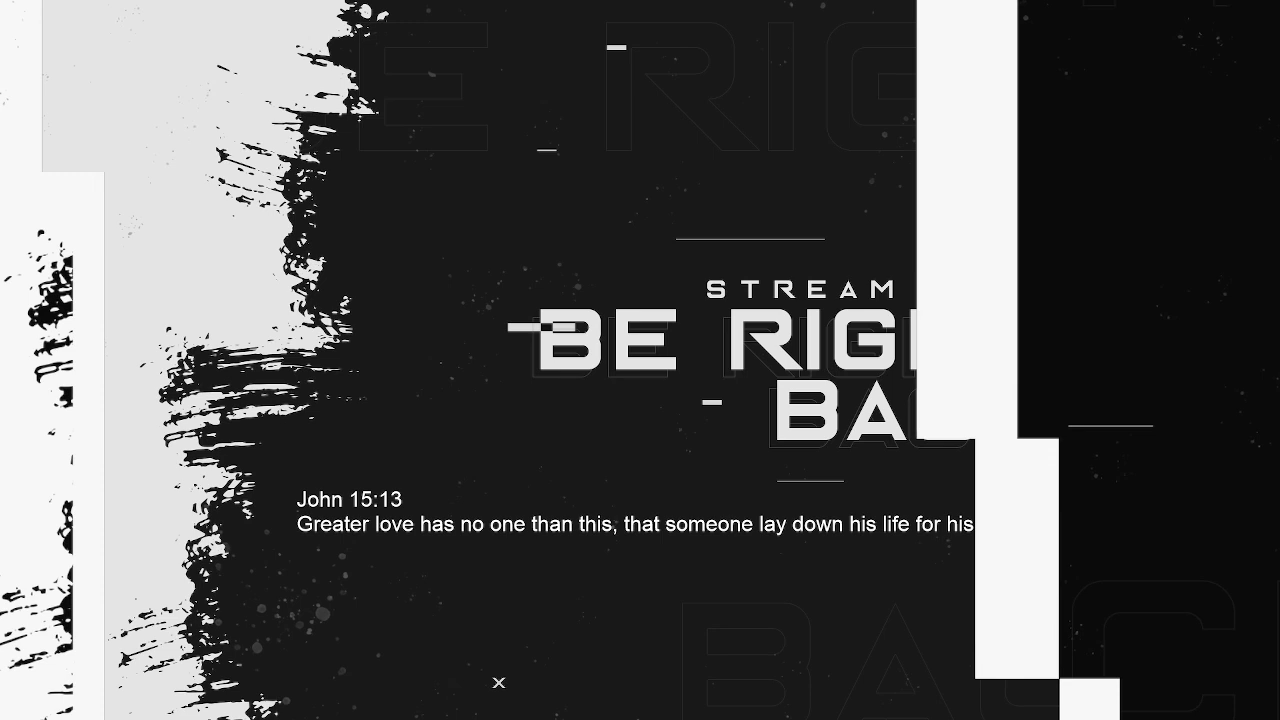 STREAM
BE RIG
BA
John 15:13
Greater love has no one than this, that someone lay down his life for his